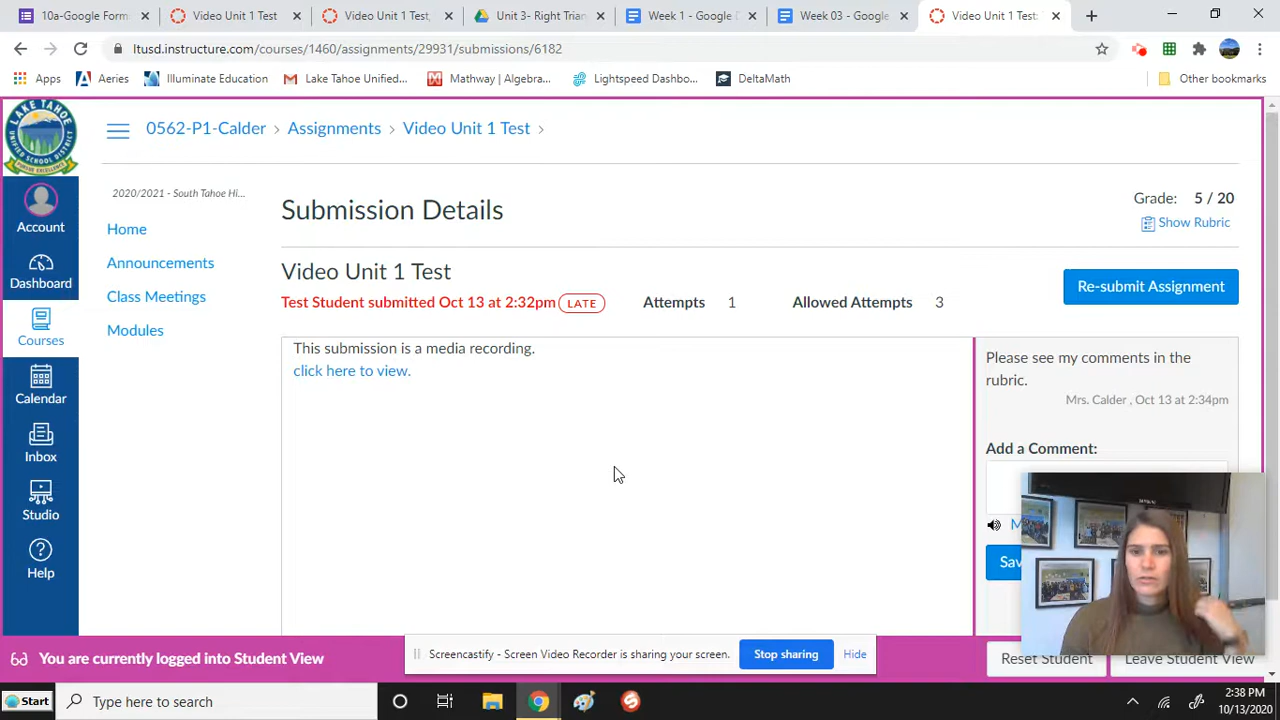 10a-Google Form
Video Unit 1 Test
Video Unit 1 Test,
Unit 3- Right Trian
Week 1 - Google D
Week 03 - Google
Video Unit 1 Test:
ltusd.instructure.com/courses/1460/assignments/29931/submissions/6182
Apps
Aeries
Illuminate Education
Lake Tahoe Unified...
Mathway | Algebra...
Lightspeed Dashbo...
DeltaMath
Other bookmarks
0562-P1-Calder > Assignments > Video Unit 1 Test >
Account
Dashboard
Courses
Calendar
Inbox
Studio
Help
2020/2021 - South Tahoe Hi...
Home
Announcements
Class Meetings
Modules
Submission Details
Grade: 5 / 20
Show Rubric
Video Unit 1 Test
Test Student submitted Oct 13 at 2:32pm LATE
Attempts 1
Allowed Attempts 3
Re-submit Assignment
This submission is a media recording.
click here to view.
Please see my comments in the
rubric.
Mrs. Calder , Oct 13 at 2:34pm
Add a Comment:
You are currently logged into Student View
Screencastify - Screen Video Recorder is sharing your screen.
Stop sharing
Hide
Reset Student
Leave Student View
Start
Type here to search
2:38 PM
10/13/2020